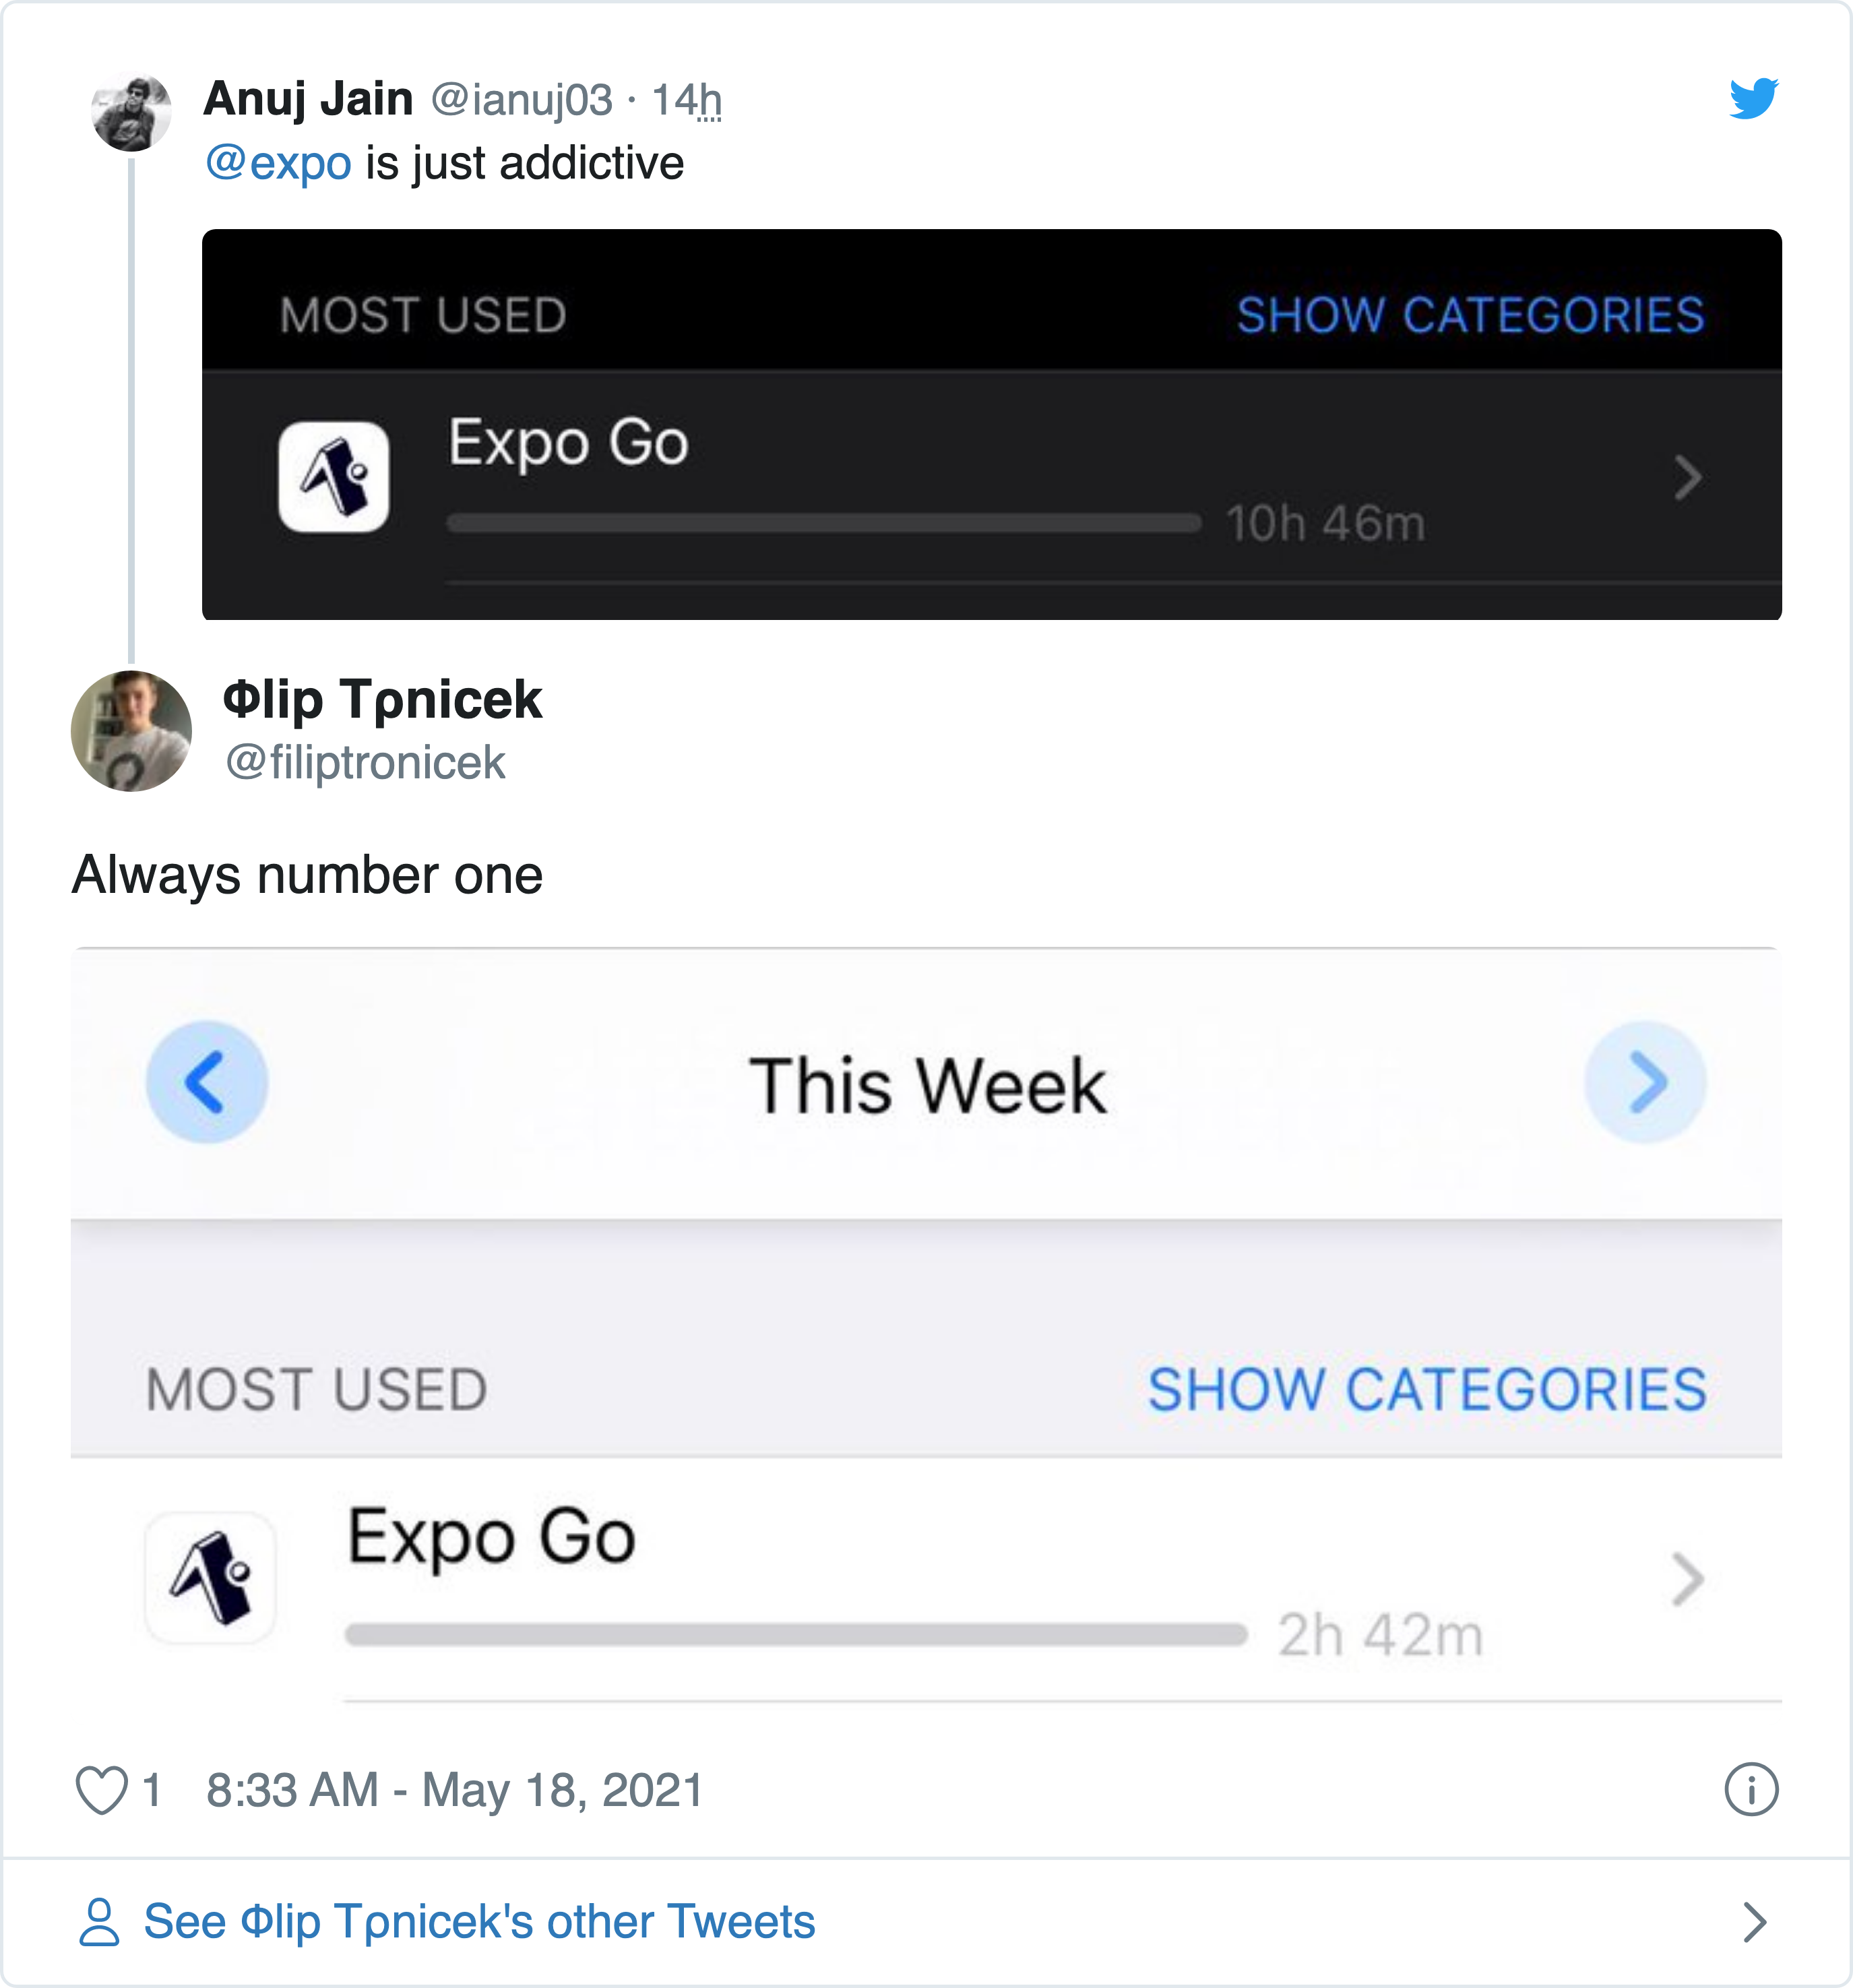 Anuj Jain @ianuj03 · 14h
@expo is just addictive
MOST USED SHOW CATEGORIES
Expo Go
10h 46m
Φlip Tρnicek
@filiptronicek
Always number one
This Week
MOST USED SHOW CATEGORIES
Expo Go
2h 42m
1 8:33 AM - May 18, 2021
See Φlip Tρnicek's other Tweets